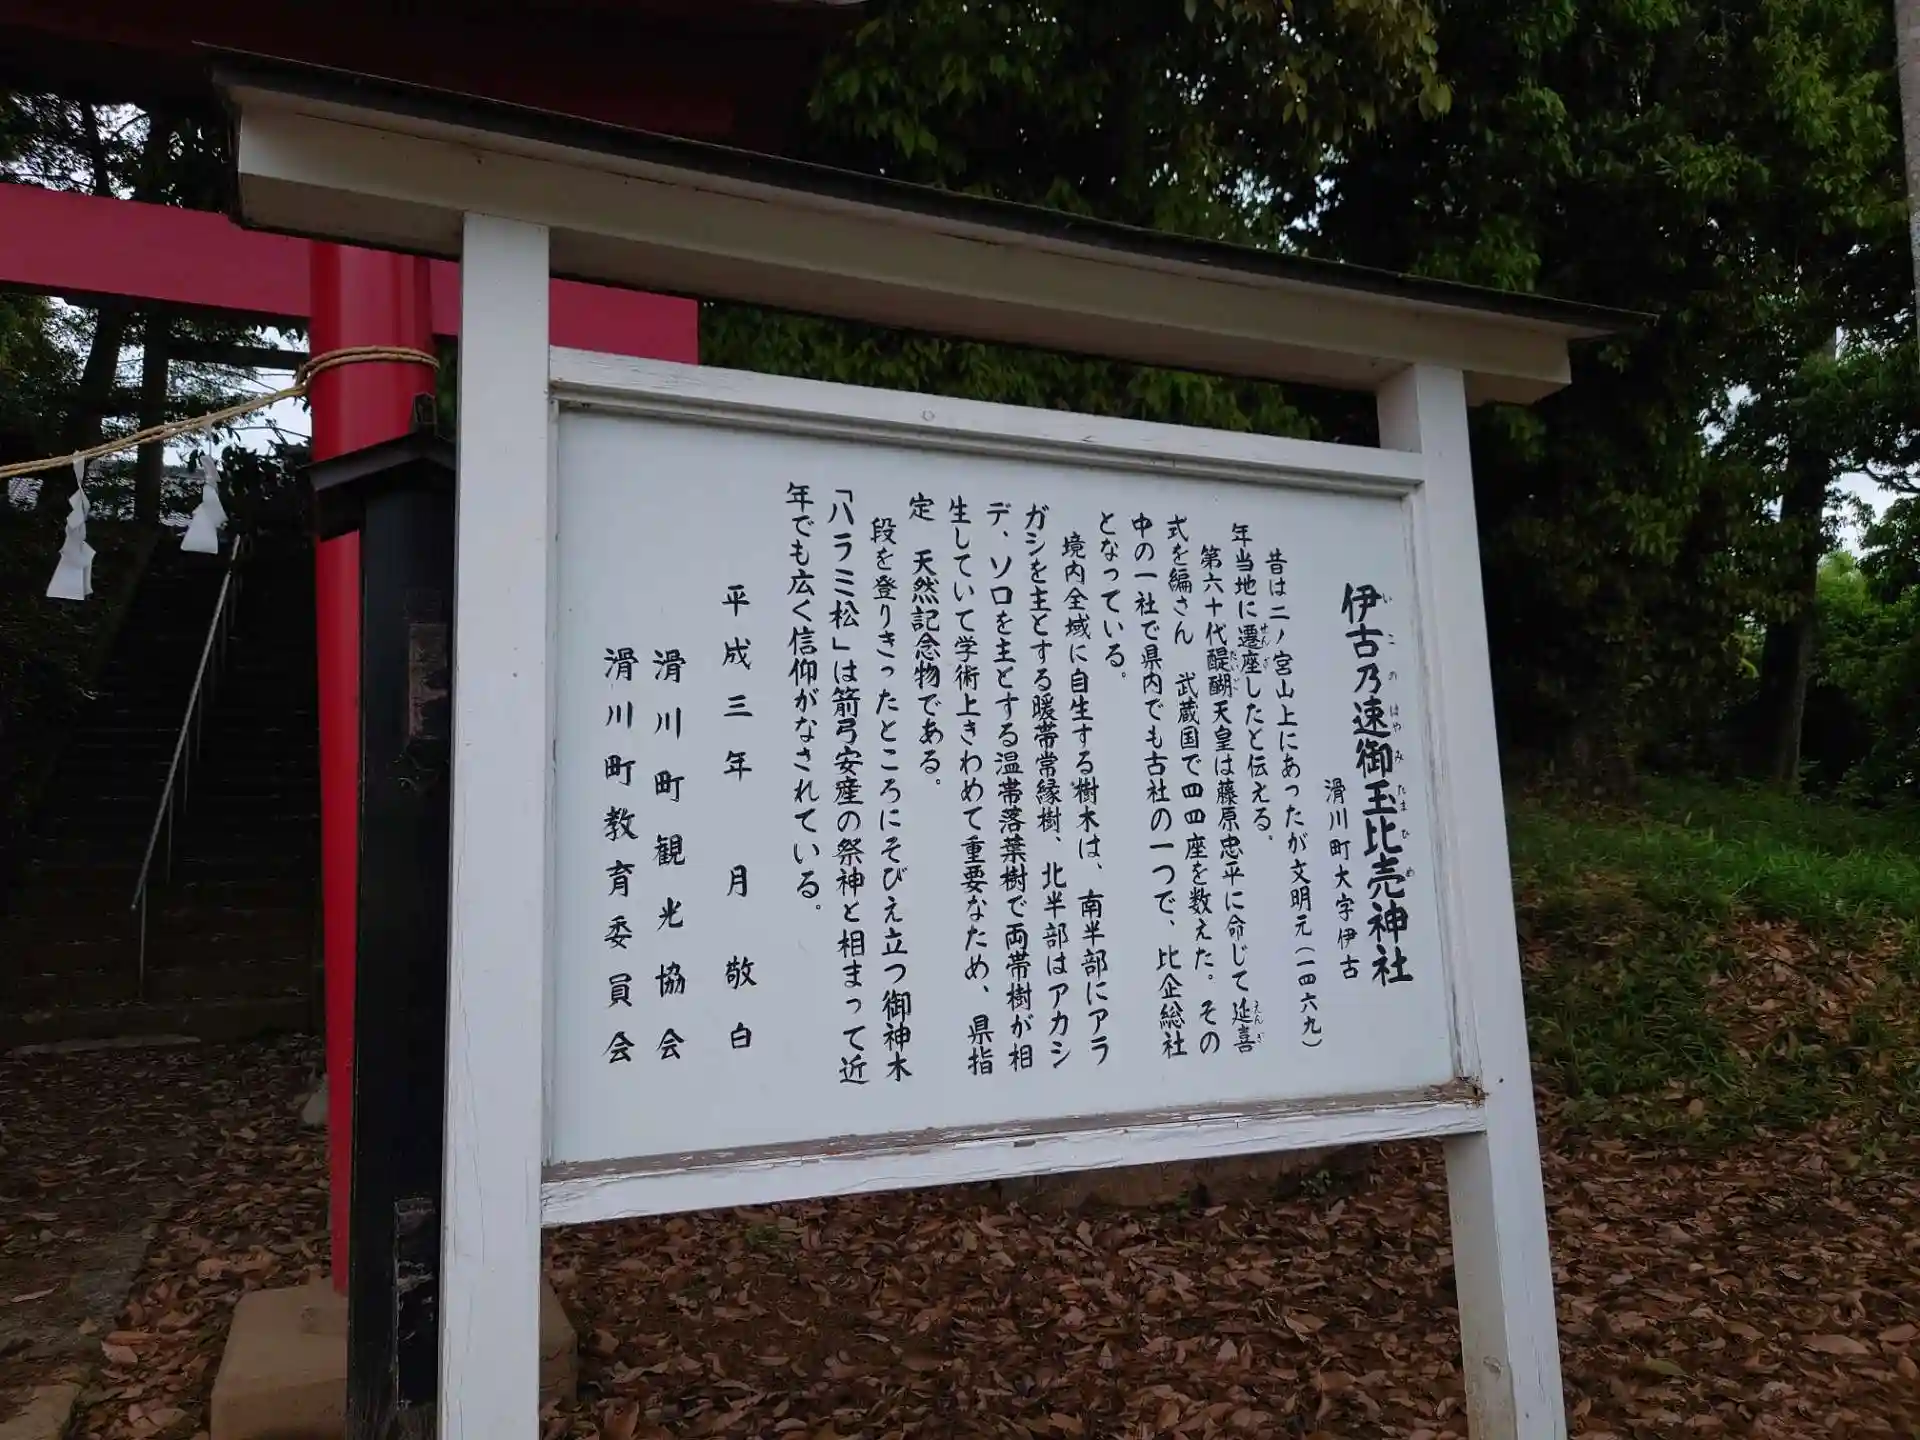 伊古乃速御玉比売神社
滑川町大字伊古
昔は二ノ宮山上にあったが文明元(一四六九)
年当地に遷座したと伝える。
第六十代醍醐天皇は藤原忠平に命じて延喜
式を編さん 武蔵国で四四座を数えた。その
中の一社で県内でも古社の一つで、比企総社
となっている。
境内全域に自生する樹木は、南半部にアラ
ガシを主とする暖帯常縁樹、北半部はアカシ
デ、ソロを主とする温帯落葉樹で両帯樹が相
生していて学術上きわめて重要なため、県指
定 天然記念物である。
段を登りきったところにそびえ立つ御神木
「ハラミ松」は箭弓安産の祭神と相まって近
年でも広く信仰がなされている。
平成三年 月 敬白
滑川町観光協会
滑川町教育委員会